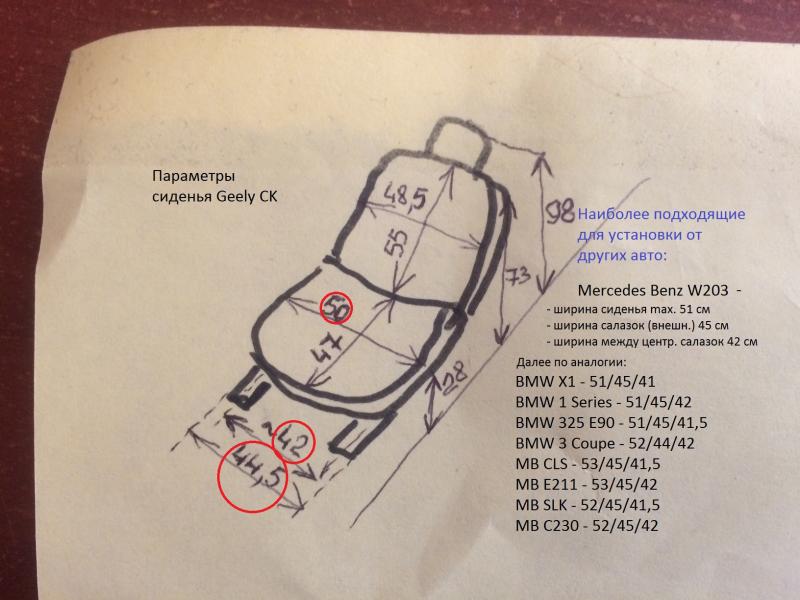 Параметры
сиденья Geely CK
48,5
55
98
73
50
47
28
~42
44,5
Наиболее подходящие
для установки от
других авто:
Mercedes Benz W203 -
- ширина сиденья max. 51 см
- ширина салазок (внешн.) 45 см
- ширина между центр. салазок 42 см
Далее по аналогии:
BMW X1 - 51/45/41
BMW 1 Series - 51/45/42
BMW 325 E90 - 51/45/41,5
BMW 3 Coupe - 52/44/42
MB CLS - 53/45/41,5
MB E211 - 53/45/42
MB SLK - 52/45/41,5
MB C230 - 52/45/42